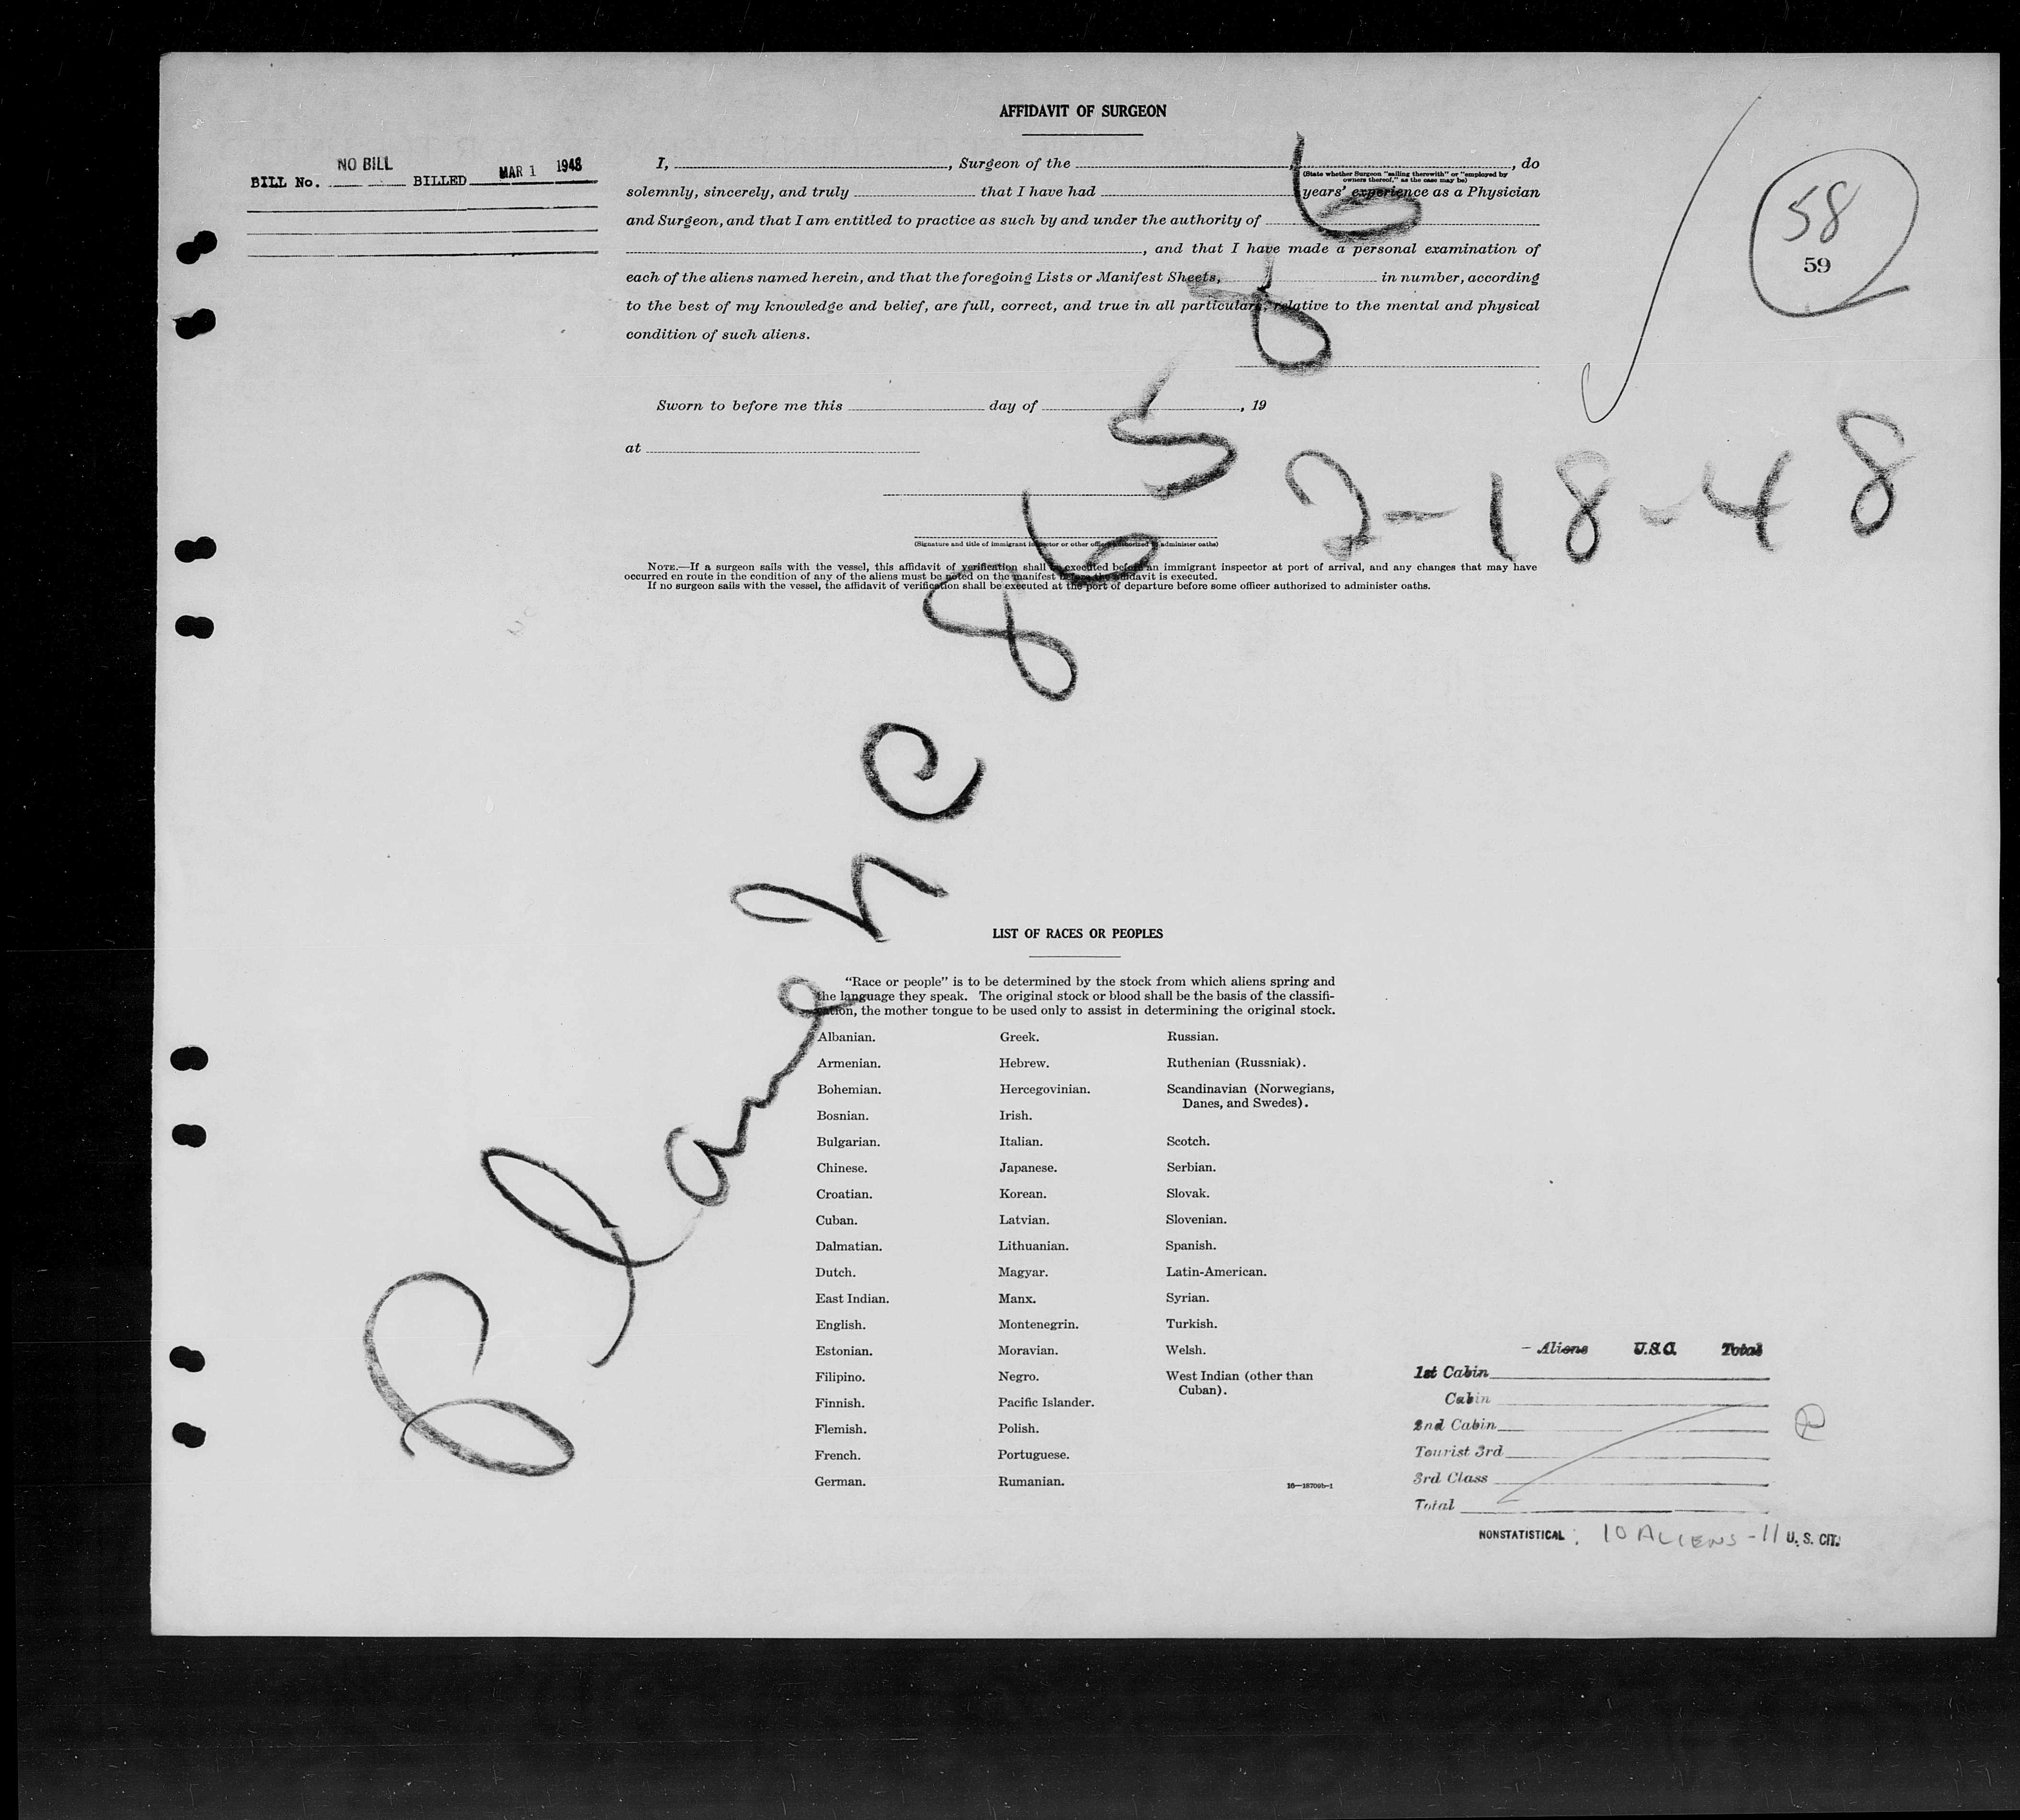 AFFIDAVIT OF SURGEON
NO BILL MAR 1 1948
BILL No. BILLED
I, , Surgeon of the , , do
(State whether Surgeon "sailing therewith" or "employed by
owners thereof," as the case may be)
solemnly, sincerely, and truly that I have had years' experience as a Physician
and Surgeon, and that I am entitled to practice as such by and under the authority of
, and that I have made a personal examination of
each of the aliens named herein, and that the foregoing Lists or Manifest Sheets, in number, according
to the best of my knowledge and belief, are full, correct, and true in all particulars, relative to the mental and physical
condition of such aliens.
58
59
Sworn to before me this day of , 19
at
(Signature and title of immigrant inspector or other officer authorized to administer oaths)
2-18-48
NOTE.—If a surgeon sails with the vessel, this affidavit of verification shall be executed before an immigrant inspector at port of arrival, and any changes that may have
occurred en route in the condition of any of the aliens must be noted on the manifest before the affidavit is executed.
If no surgeon sails with the vessel, the affidavit of verification shall be executed at the port of departure before some officer authorized to administer oaths.
Plane NC 86586
LIST OF RACES OR PEOPLES
"Race or people" is to be determined by the stock from which aliens spring and
the language they speak. The original stock or blood shall be the basis of the classifi-
cation, the mother tongue to be used only to assist in determining the original stock.
Albanian.
Armenian.
Bohemian.
Bosnian.
Bulgarian.
Chinese.
Croatian.
Cuban.
Dalmatian.
Dutch.
East Indian.
English.
Estonian.
Filipino.
Finnish.
Flemish.
French.
German.
Greek.
Hebrew.
Hercegovinian.
Irish.
Italian.
Japanese.
Korean.
Latvian.
Lithuanian.
Magyar.
Manx.
Montenegrin.
Moravian.
Negro.
Pacific Islander.
Polish.
Portuguese.
Rumanian.
Russian.
Ruthenian (Russniak).
Scandinavian (Norwegians,
Danes, and Swedes).
Scotch.
Serbian.
Slovak.
Slovenian.
Spanish.
Latin-American.
Syrian.
Turkish.
Welsh.
West Indian (other than
Cuban).
16—18709b-1
Aliens U.S.C. Total
1st Cabin
Cabin
2nd Cabin
Tourist 3rd
3rd Class
Total
NONSTATISTICAL : 10 ALIENS - 11 U. S. CIT.